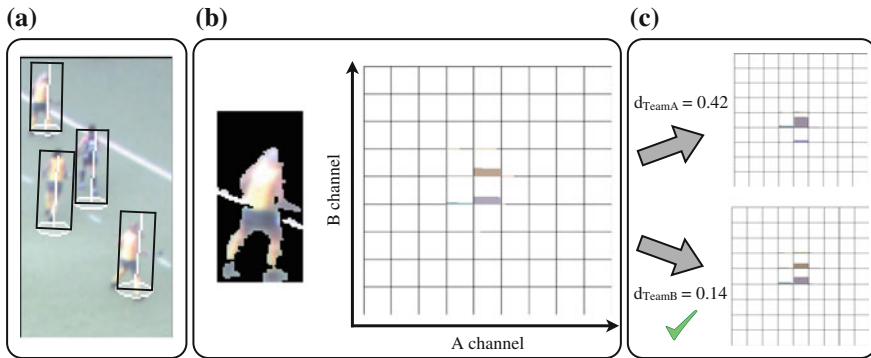 (a)
(b)
(c)
B channel
A channel
dTeamA = 0.42
dTeamB = 0.14